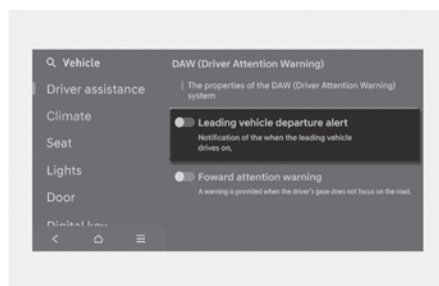 Vehicle
Driver assistance
Climate
Seat
Lights
Door
Digital key
DAW (Driver Attention Warning)
The properties of the DAW (Driver Attention Warning)
system
Leading vehicle departure alert
Notification of the when the leading vehicle
drives on,
Foward attention warning
A warning is provided when the driver's gaze does not focus on the road,